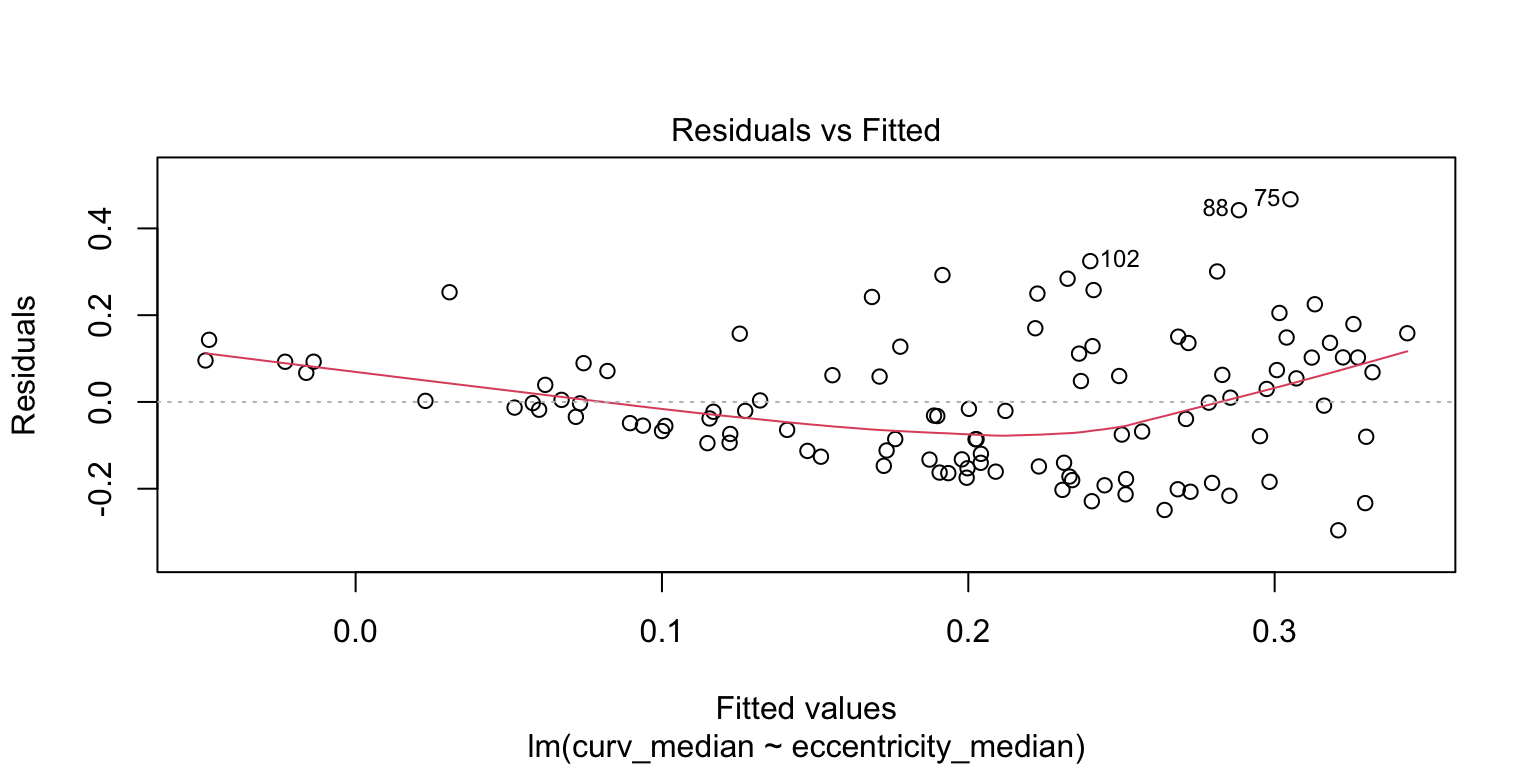 Residuals vs Fitted
Residuals
0.4
0.2
0.0
-0.2
88
75
102
0.0 0.1 0.2 0.3
Fitted values
lm(curv_median ~ eccentricity_median)